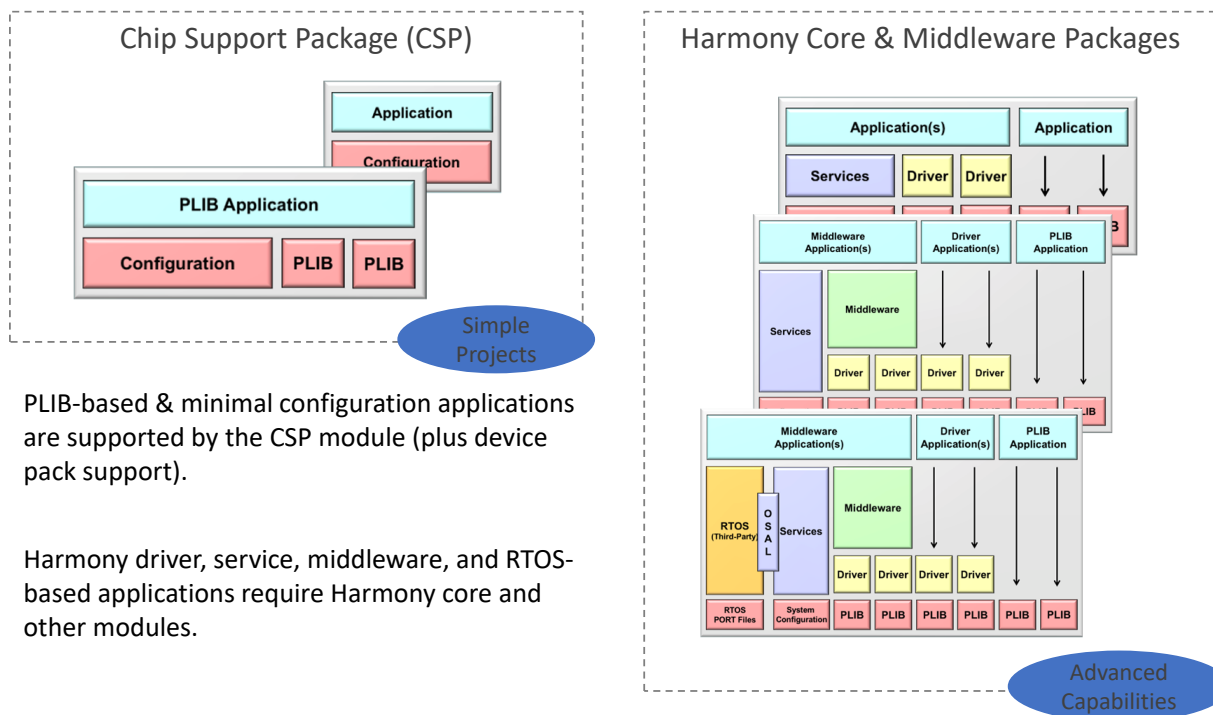 Chip Support Package (CSP)
Application
Configuration
PLIB Application
Configuration
PLIB
PLIB
Simple
Projects
PLIB-based & minimal configuration applications
are supported by the CSP module (plus device
pack support).
Harmony driver, service, middleware, and RTOS-
based applications require Harmony core and
other modules.
Harmony Core & Middleware Packages
Application(s)
Application
Services
Driver
Driver
Middleware
Application(s)
Driver
Application(s)
PLIB
Application
Services
Middleware
Driver
Driver
Driver
Driver
Middleware
Application(s)
Driver
Application(s)
PLIB
Application
RTOS
(Third-Party)
O
S
A
L
Services
Middleware
Driver
Driver
Driver
Driver
RTOS
PORT Files
System
Configuration
PLIB
PLIB
PLIB
PLIB
PLIB
PLIB
Advanced
Capabilities